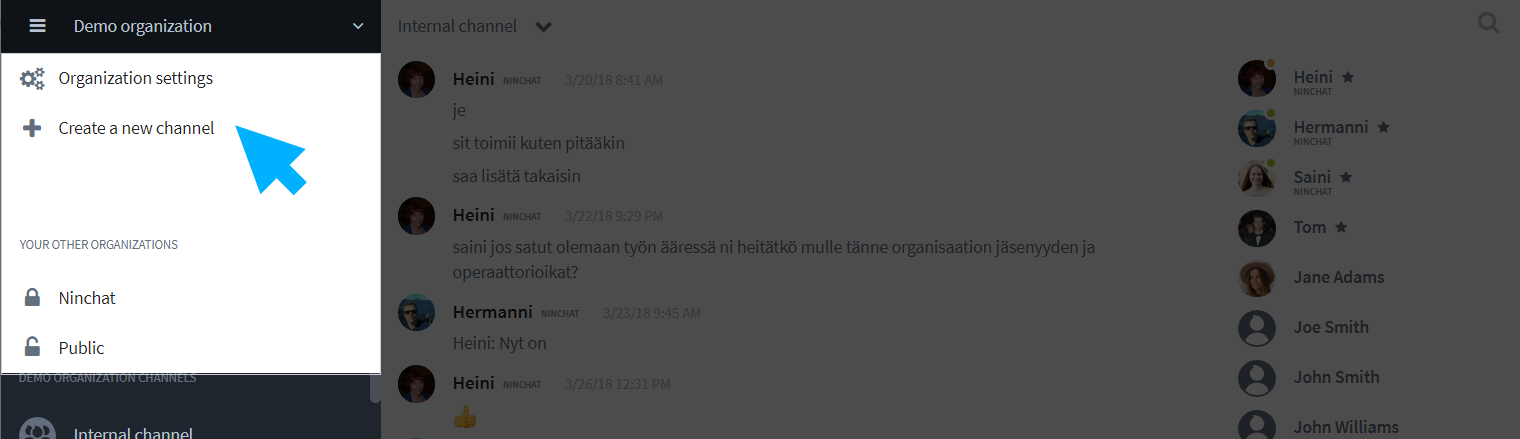 Demo organization
Organization settings
Create a new channel
YOUR OTHER ORGANIZATIONS
Ninchat
Public
DEMO ORGANIZATION CHANNELS
Internal channel
Internal channel
Heini NINCHAT 3/20/18 8:41 AM
je
sit toimii kuten pitääkin
saa lisätä takaisin
Heini NINCHAT 3/22/18 9:29 PM
saini jos satut olemaan työn ääressä ni heitätkö mulle tänne organisaation jäsenyyden ja
operaattorioikat?
Hermanni NINCHAT 3/23/18 9:45 AM
Heini: Nyt on
Heini NINCHAT 3/26/18 12:31 PM
👍
Heini ★
NINCHAT
Hermanni ★
NINCHAT
Saini ★
NINCHAT
Tom ★
Jane Adams
Joe Smith
John Smith
John Williams